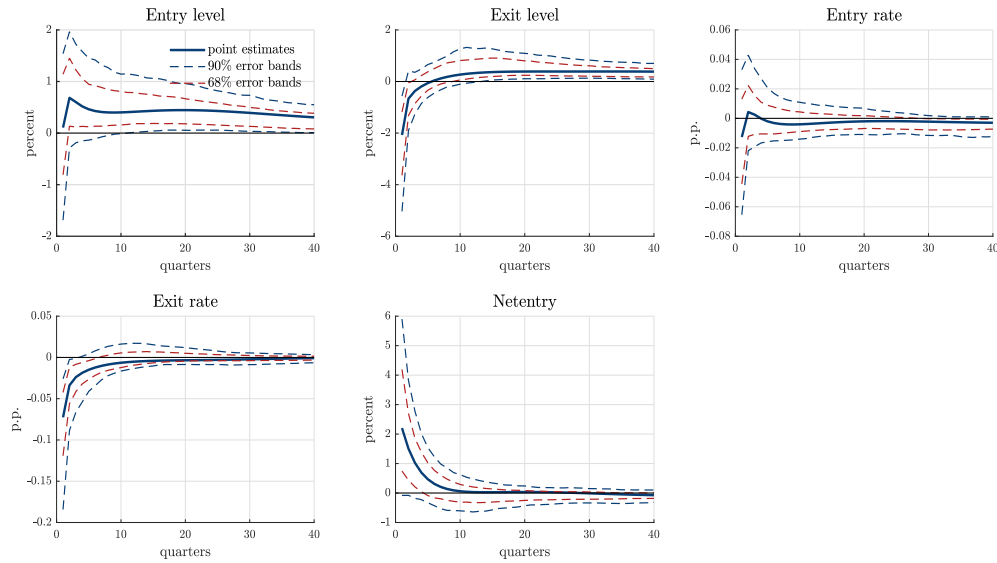 Entry level
2
1
0
-1
-2
percent
point estimates
90% error bands
68% error bands
0 10 20 30 40
quarters
Exit level
2
0
-2
-4
-6
percent
0 10 20 30 40
quarters
Entry rate
0.06
0.04
0.02
0
-0.02
-0.04
-0.06
-0.08
p.p.
0 10 20 30 40
quarters
Exit rate
0.05
0
-0.05
-0.1
-0.15
-0.2
p.p.
0 10 20 30 40
quarters
Netentry
6
5
4
3
2
1
0
-1
percent
0 10 20 30 40
quarters